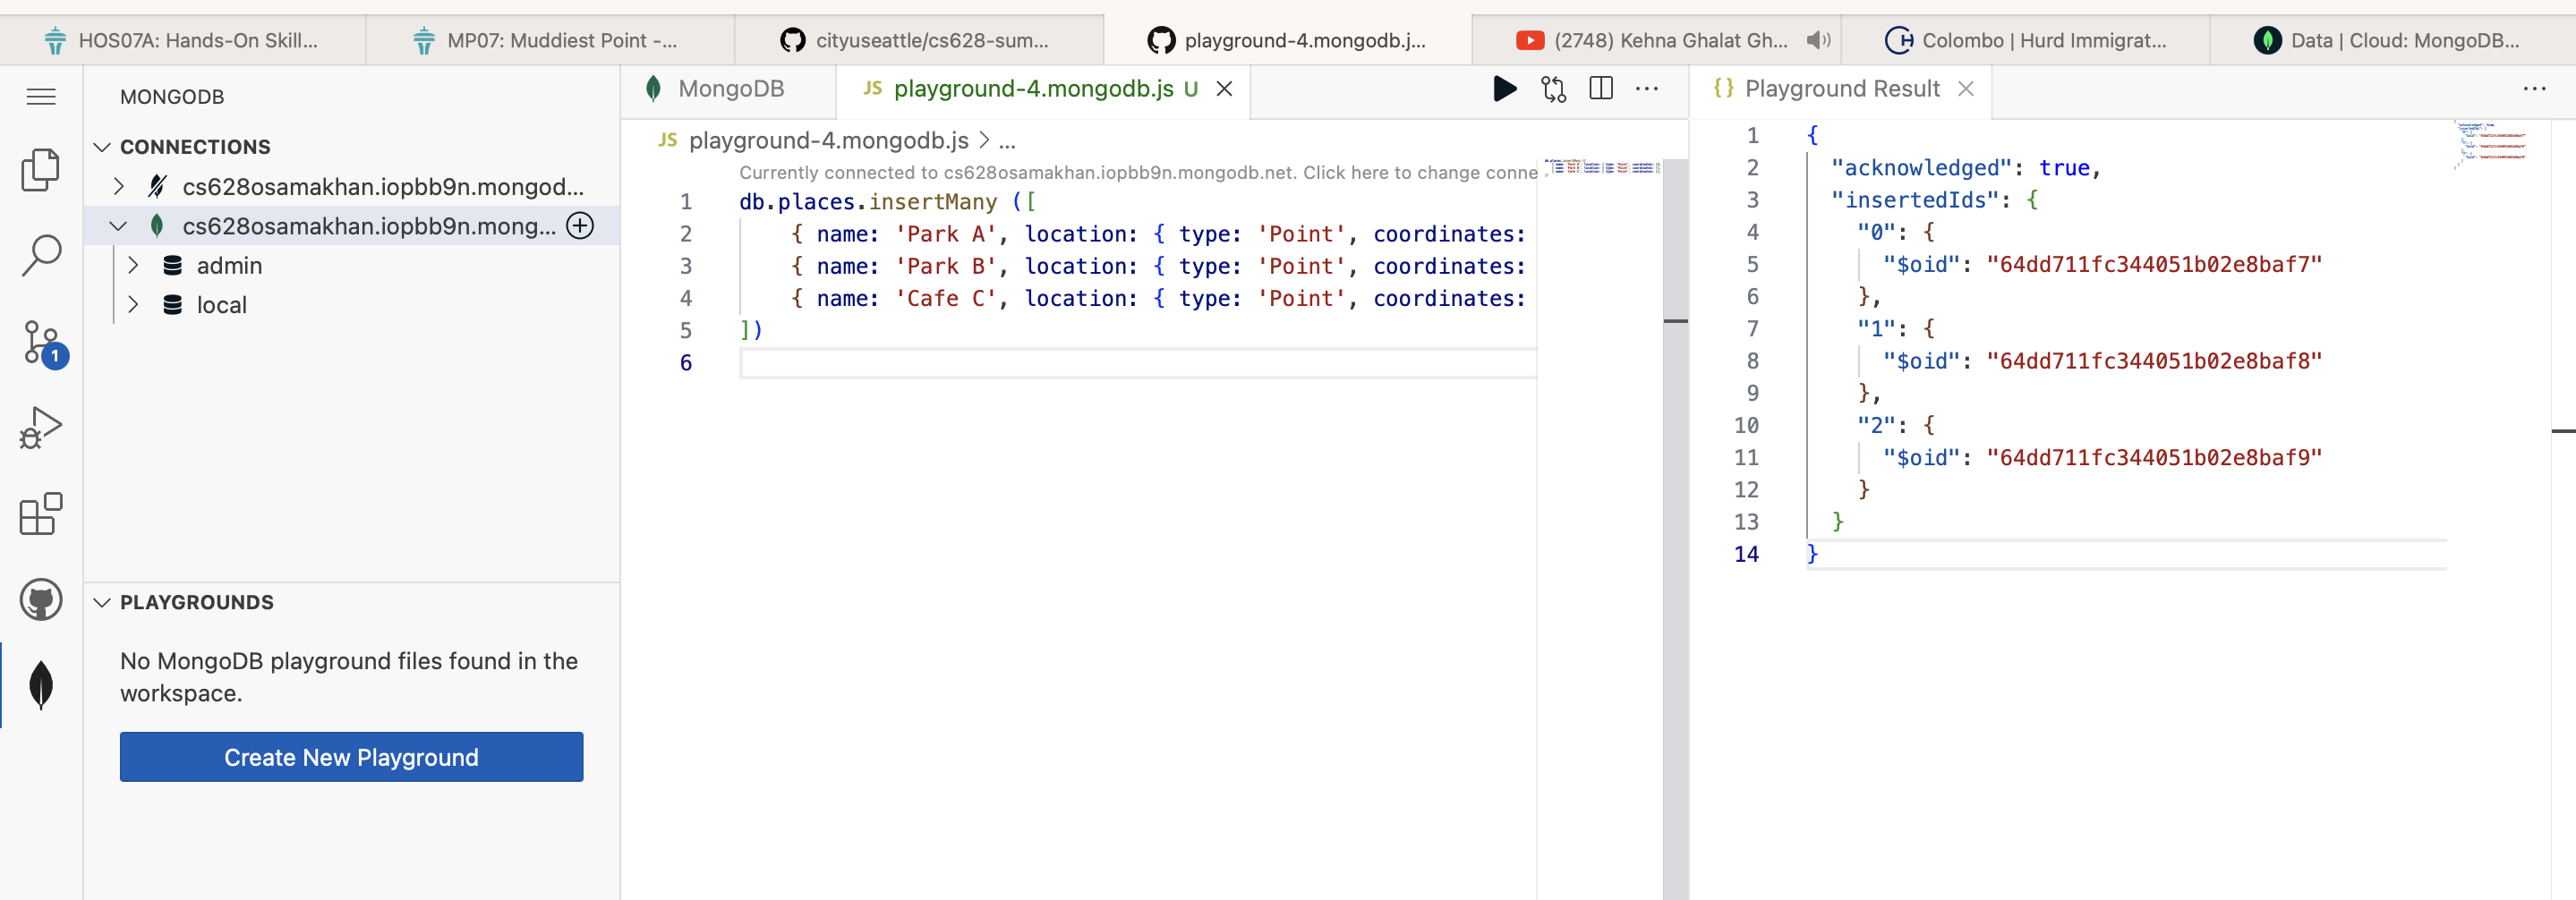 HOS07A: Hands-On Skill...
MP07: Muddiest Point -...
cityuseattle/cs628-sum...
playground-4.mongodb.j...
(2748) Kehna Ghalat Gh...
Colombo | Hurd Immigrat...
Data | Cloud: MongoDB...
MONGODB
CONNECTIONS
cs628osamakhan.iopbb9n.mongod...
cs628osamakhan.iopbb9n.mong...
admin
local
1
PLAYGROUNDS
No MongoDB playground files found in the
workspace.
Create New Playground
MongoDB
JS playground-4.mongodb.js U
JS playground-4.mongodb.js > ...
Currently connected to cs628osamakhan.iopbb9n.mongodb.net. Click here to change conne
1 db.places.insertMany ([
2 { name: 'Park A', location: { type: 'Point', coordinates:
3 { name: 'Park B', location: { type: 'Point', coordinates:
4 { name: 'Cafe C', location: { type: 'Point', coordinates:
5 ])
6
{} Playground Result
1 {
2 "acknowledged": true,
3 "insertedIds": {
4 "0": {
5 "$oid": "64dd711fc344051b02e8baf7"
6 },
7 "1": {
8 "$oid": "64dd711fc344051b02e8baf8"
9 },
10 "2": {
11 "$oid": "64dd711fc344051b02e8baf9"
12 }
13 }
14 }